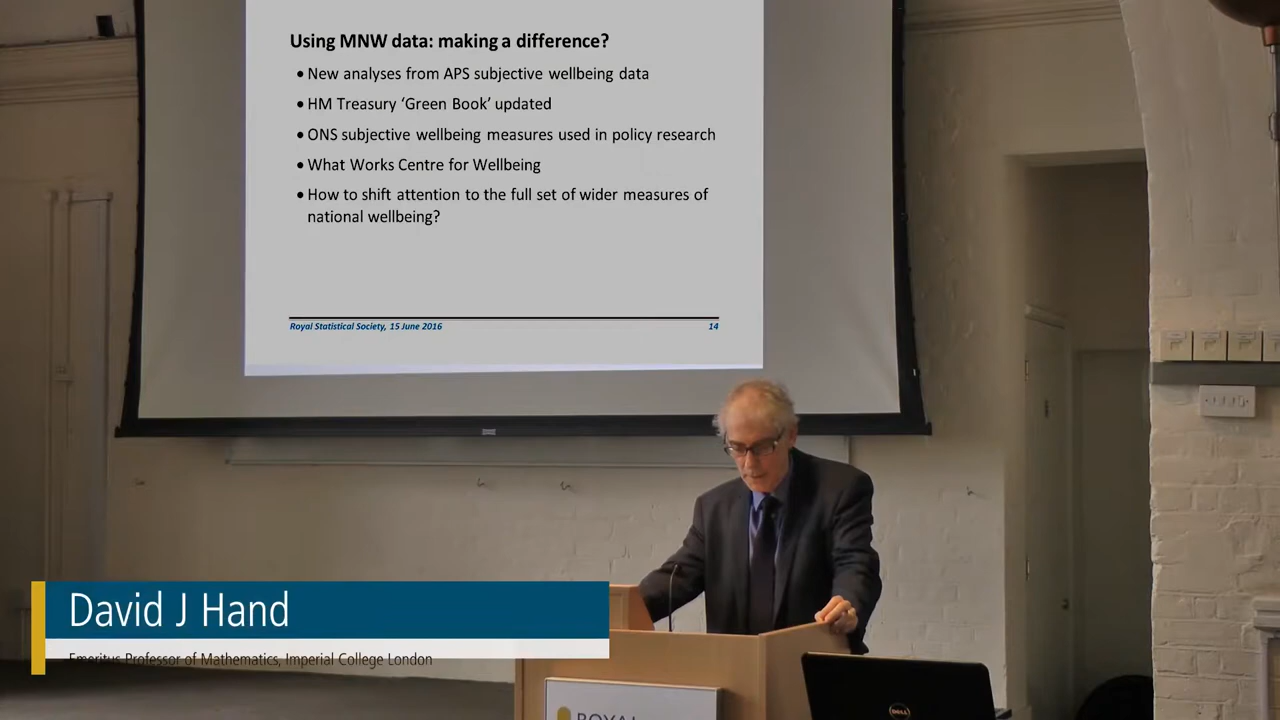 Using MNW data: making a difference?
• New analyses from APS subjective wellbeing data
• HM Treasury ‘Green Book’ updated
• ONS subjective wellbeing measures used in policy research
• What Works Centre for Wellbeing
• How to shift attention to the full set of wider measures of
national wellbeing?
Royal Statistical Society, 15 June 2016 14
David J Hand
Emeritus Professor of Mathematics, Imperial College London
ROYAL
DELL